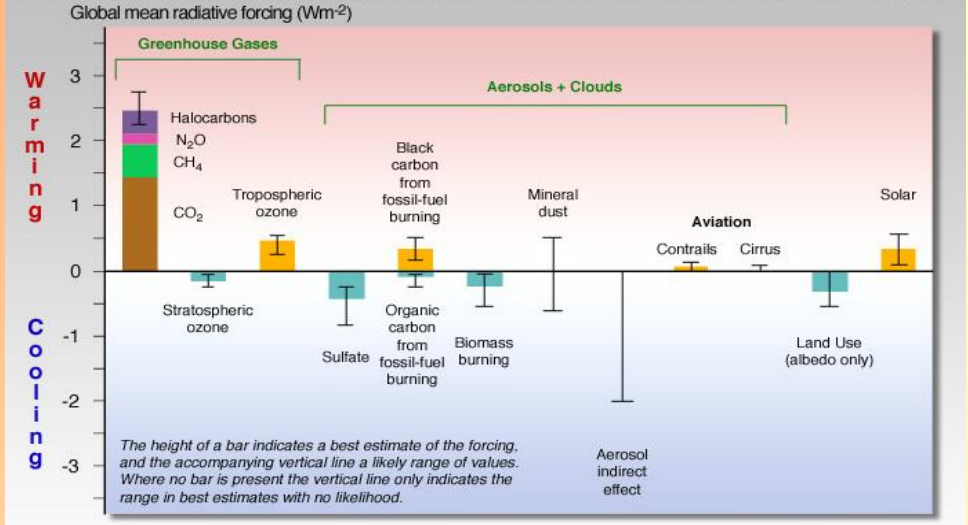 Global mean radiative forcing (Wm-2)
Greenhouse Gases
Aerosols + Clouds
Warming
Cooling
3
2
1
0
-1
-2
-3
Halocarbons
N2O
CH4
CO2
Stratospheric
ozone
Tropospheric
ozone
Sulfate
Black
carbon
from
fossil-fuel
burning
Organic
carbon
from
fossil-fuel
burning
Biomass
burning
Mineral
dust
Aerosol
indirect
effect
Aviation
Contrails
Cirrus
Land Use
(albedo only)
Solar
The height of a bar indicates a best estimate of the forcing,
and the accompanying vertical line a likely range of values.
Where no bar is present the vertical line only indicates the
range in best estimates with no likelihood.